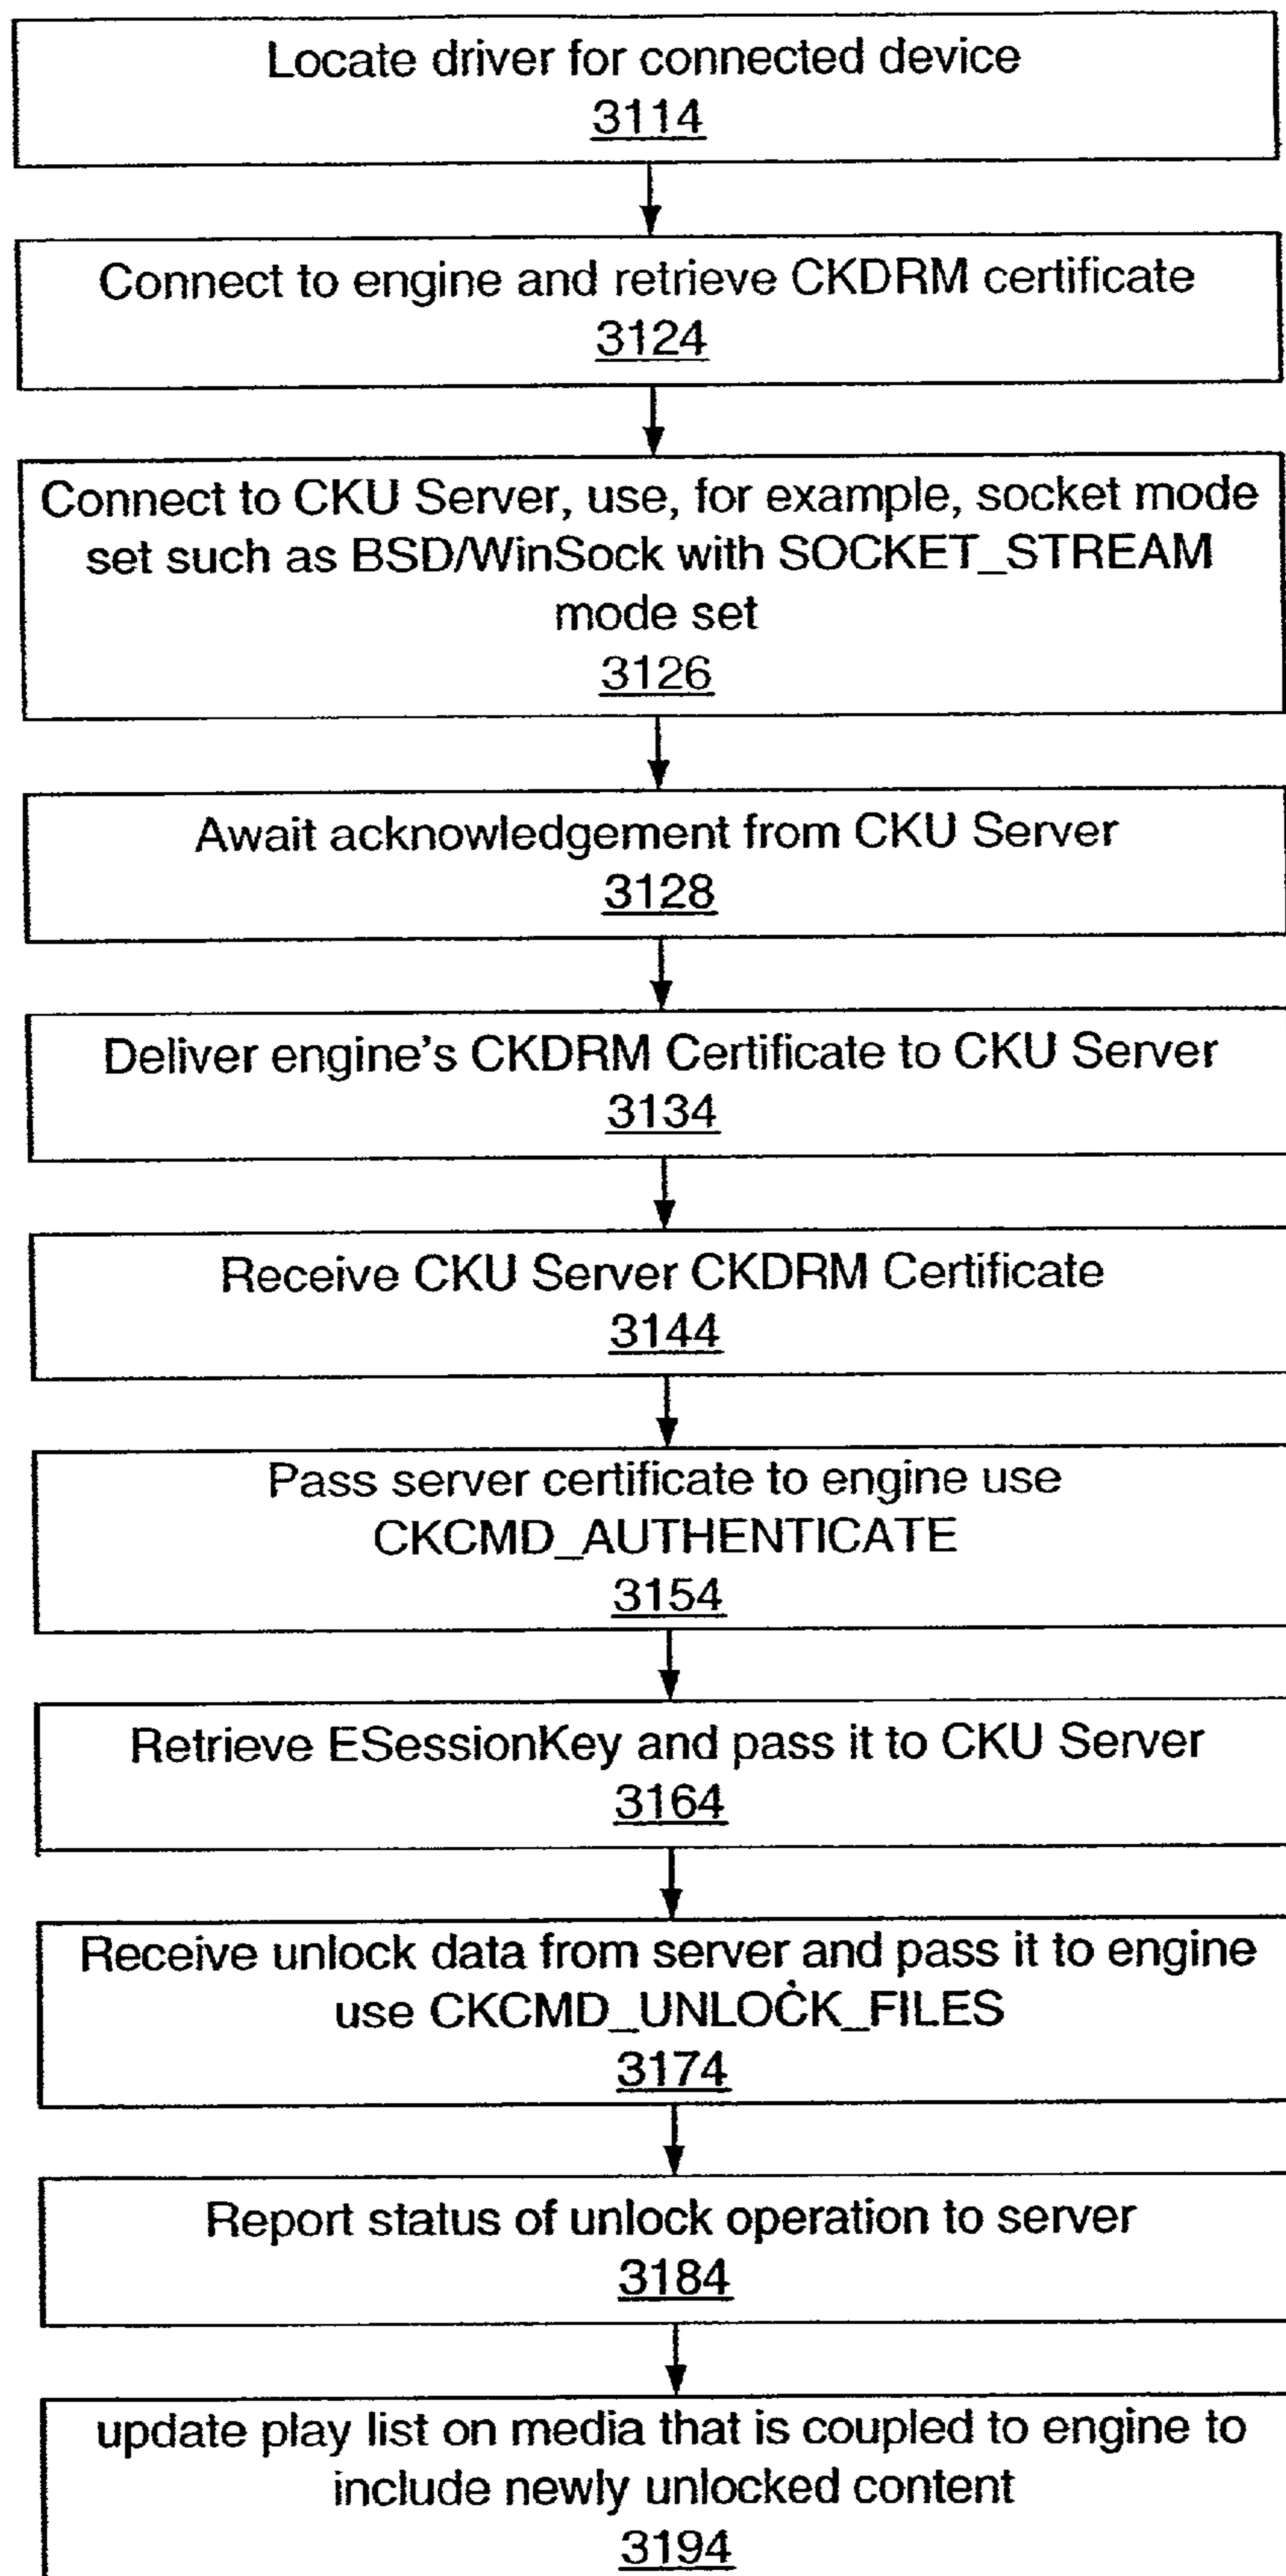 Locate driver for connected device
3114
Connect to engine and retrieve CKDRM certificate
3124
Connect to CKU Server, use, for example, socket mode
set such as BSD/WinSock with SOCKET_STREAM
mode set
3126
Await acknowledgement from CKU Server
3128
Deliver engine's CKDRM Certificate to CKU Server
3134
Receive CKU Server CKDRM Certificate
3144
Pass server certificate to engine use
CKCMD_AUTHENTICATE
3154
Retrieve ESessionKey and pass it to CKU Server
3164
Receive unlock data from server and pass it to engine
use CKCMD_UNLOCK_FILES
3174
Report status of unlock operation to server
3184
update play list on media that is coupled to engine to
include newly unlocked content
3194